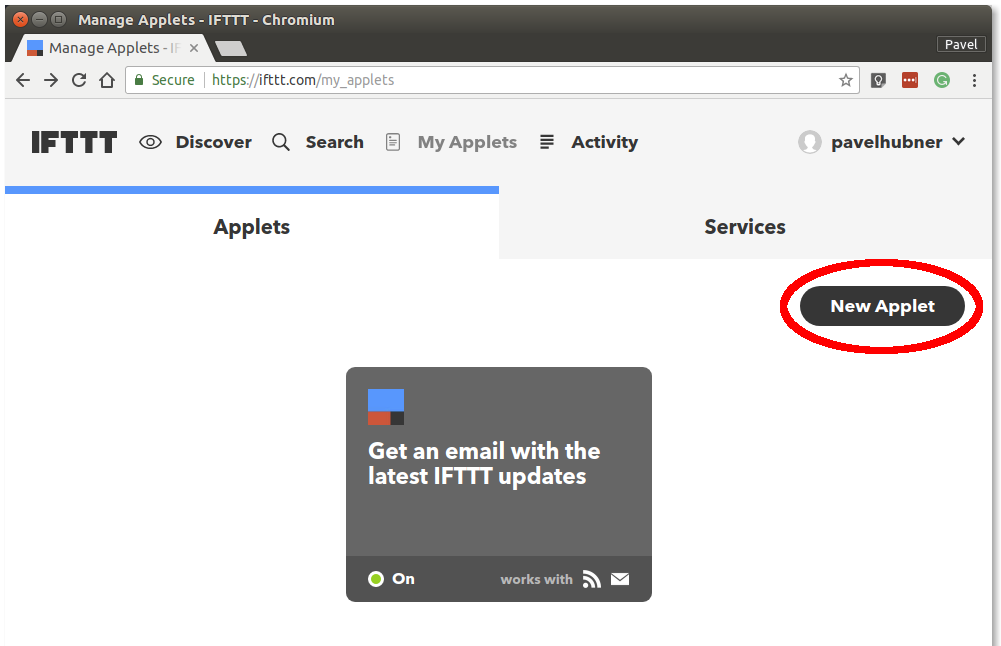 Manage Applets - IFTTT - Chromium
Manage Applets - IF
Pavel
Secure
https://ifttt.com/my_applets
IFTTT Discover Search My Applets Activity pavelhubner
Applets Services
New Applet
Get an email with the
latest IFTTT updates
On works with